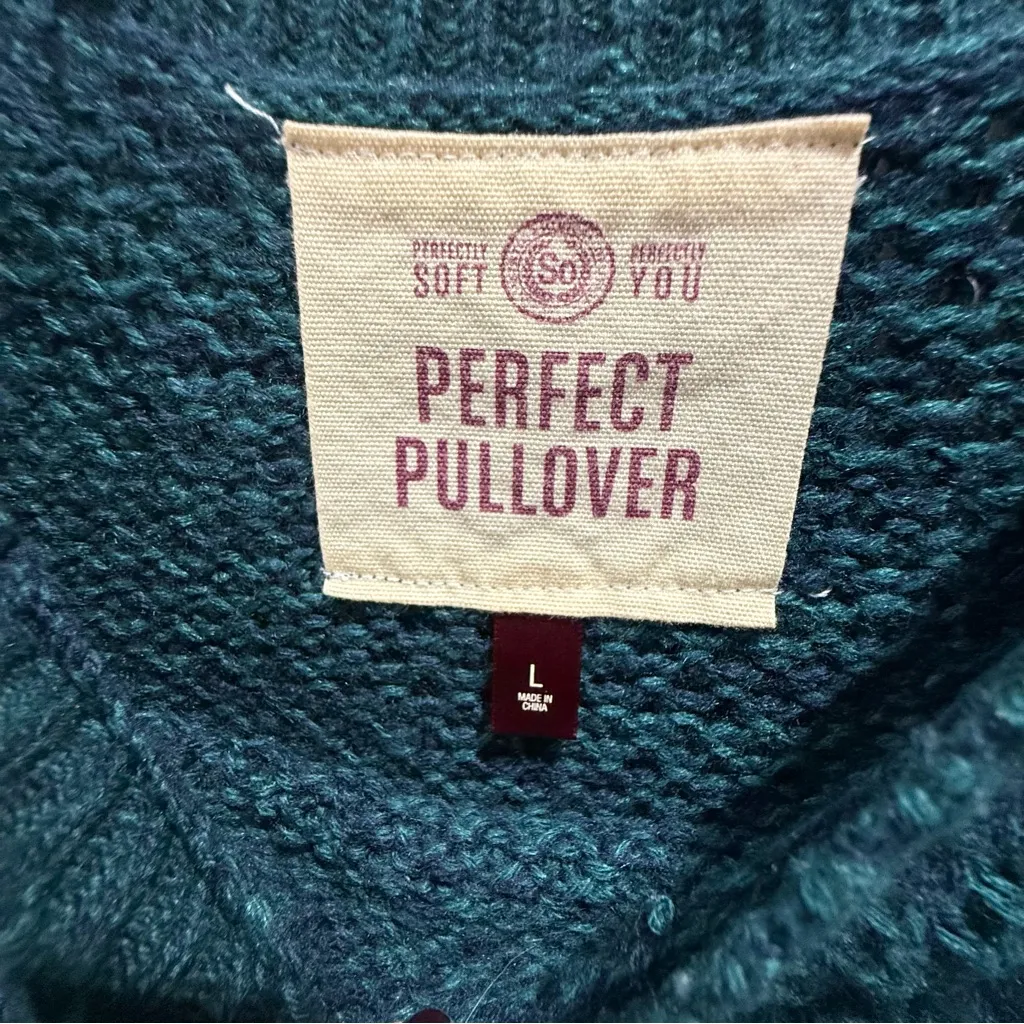 PERFECTLY
SOFT
So
PERFECTLY
YOU
PERFECT
PULLOVER
L
MADE IN
CHINA